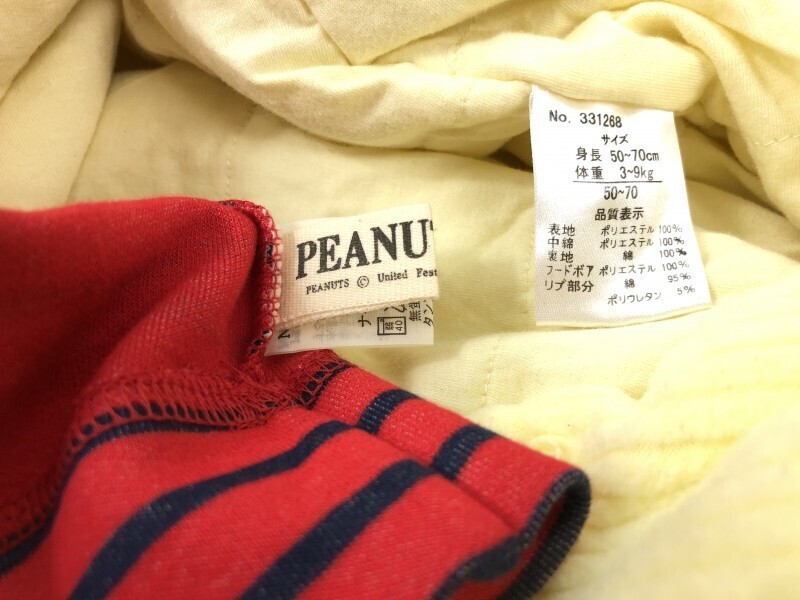 PEANU
PEANUTS © United Feat
40
No. 331268
サイズ
身長 50~70cm
体重 3~9kg
50~70
品質表示
表地 ポリエステル 100%
中綿 ポリエステル 100%
裏地 綿 100%
フードボア ポリエステル 100%
リブ部分 綿 95%
ポリウレタン 5%